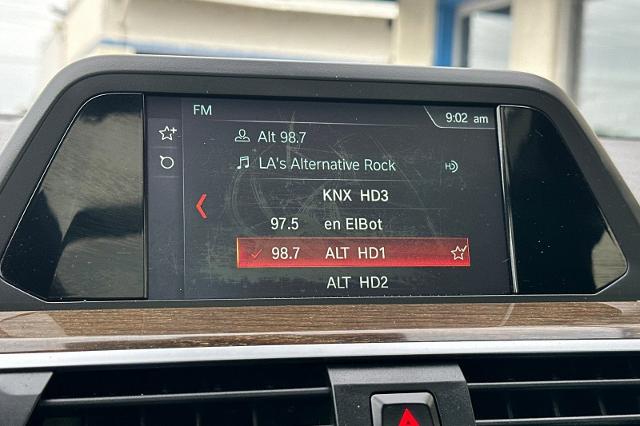 FM
9:02 am
Alt 98.7
LA's Alternative Rock
KNX HD3
97.5 en ElBot
98.7 ALT HD1
ALT HD2